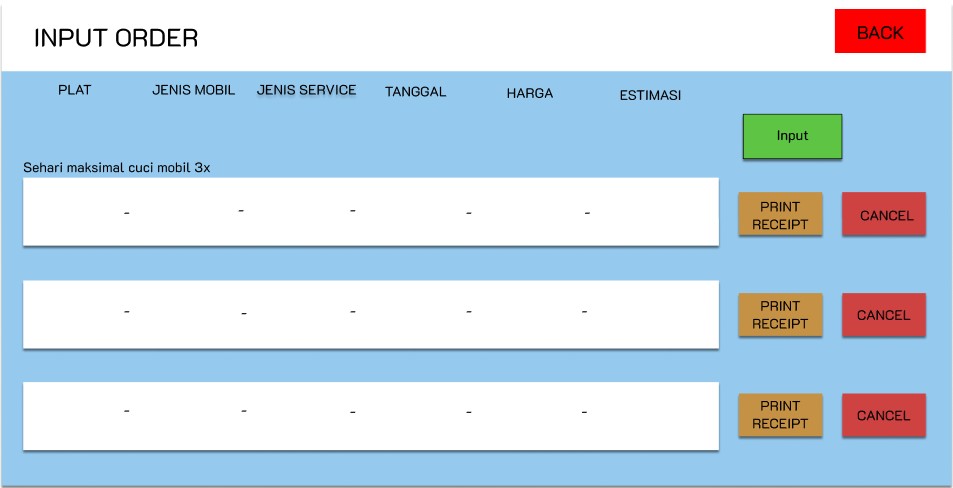 INPUT ORDER
BACK
PLAT JENIS MOBIL JENIS SERVICE TANGGAL HARGA ESTIMASI
Input
Sehari maksimal cuci mobil 3x
- - - - -
PRINT
RECEIPT
CANCEL
- - - - -
PRINT
RECEIPT
CANCEL
- - - - -
PRINT
RECEIPT
CANCEL